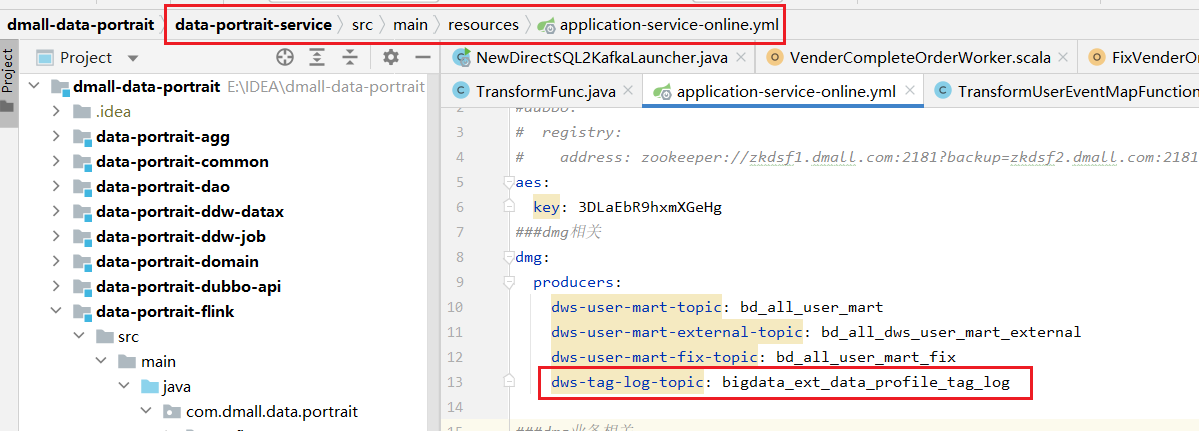 dmall-data-portrait data-portrait-service src main resources application-service-online.yml
Project
Project
NewDirectSQL2KafkaLauncher.java VenderCompleteOrderWorker.scala FixVenderOr
TransformFunc.java application-service-online.yml TransformUserEventMapFunction
dmall-data-portrait E:\IDEA\dmall-data-portrait
.idea
data-portrait-agg
data-portrait-common
data-portrait-dao
data-portrait-ddw-datax
data-portrait-ddw-job
data-portrait-domain
data-portrait-dubbo-api
data-portrait-flink
src
main
java
com.dmall.data.portrait
2 #dubbo:
3 #  registry:
4 #    address: zookeeper://zkdsf1.dmall.com:2181?backup=zkdsf2.dmall.com:2181
5 aes:
6 key: 3DLaEbR9hxmXGeHg
7 ###dmg相关
8 dmg:
9 producers:
10 dws-user-mart-topic: bd_all_user_mart
11 dws-user-mart-external-topic: bd_all_dws_user_mart_external
12 dws-user-mart-fix-topic: bd_all_user_mart_fix
13 dws-tag-log-topic: bigdata_ext_data_profile_tag_log
14
15 ###dmg业务相关